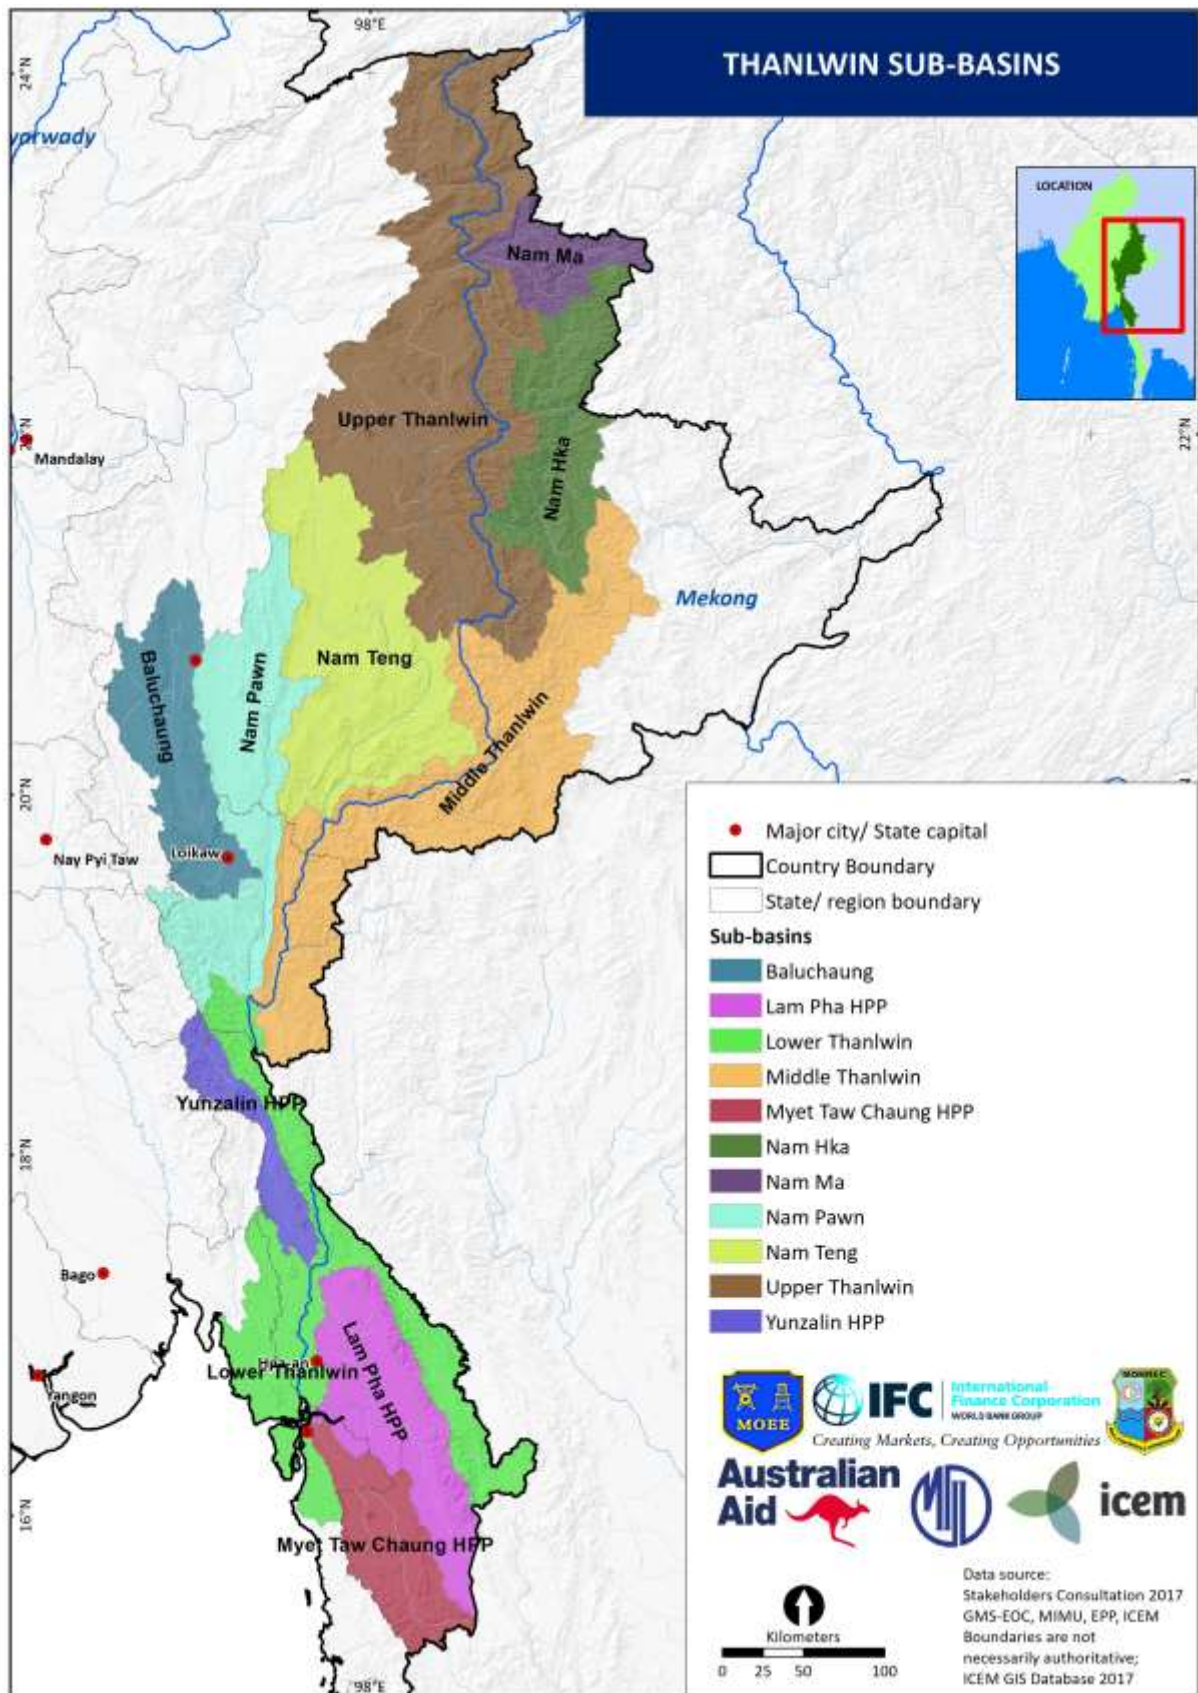 98°E
THANLWIN SUB-BASINS
24°N
yarwady
LOCATION
Nam Ma
Upper Thanlwin
22°N
Mandalay
Nam Hka
Mekong
Baluchaung
Nam Pawn
Nam Teng
Middle Thanlwin
20°N
Nay Pyi Taw
Loikaw
Yunzalin HPP
18°N
Bago
Hpa-an
Lower Thanlwin
Lam Pha HPP
Yangon
16°N
Myet Taw Chaung HPP
98°E
Major city/ State capital
Country Boundary
State/ region boundary
Sub-basins
Baluchaung
Lam Pha HPP
Lower Thanlwin
Middle Thanlwin
Myet Taw Chaung HPP
Nam Hka
Nam Ma
Nam Pawn
Nam Teng
Upper Thanlwin
Yunzalin HPP
MOEE
IFC
International
Finance Corporation
WORLD BANK GROUP
Creating Markets, Creating Opportunities
MONREC
Australian
Aid
icem
Kilometers
0 25 50 100
Data source:
Stakeholders Consultation 2017
GMS-EOC, MIMU, EPP, ICEM
Boundaries are not
necessarily authoritative;
ICEM GIS Database 2017